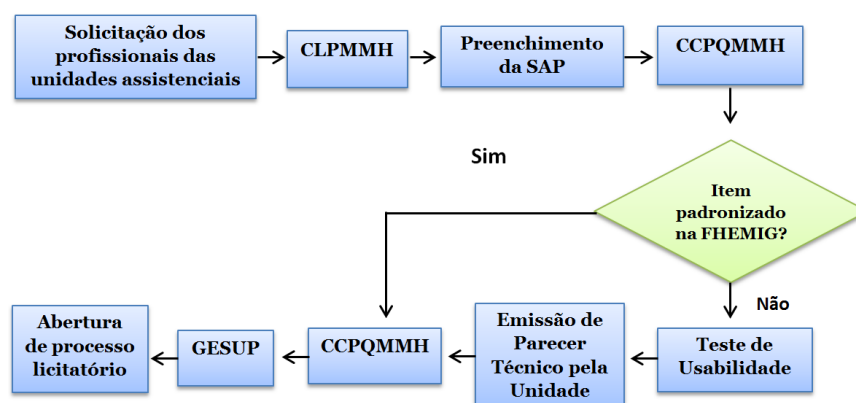 Solicitação dos
profissionais das
unidades assistenciais
CLPMMH
Preenchimento
da SAP
CCPQMMH
Sim
Item
padronizado
na FHEMIG?
Não
Teste de
Usabilidade
Emissão de
Parecer
Técnico pela
Unidade
CCPQMMH
GESUP
Abertura
de processo
licitatório